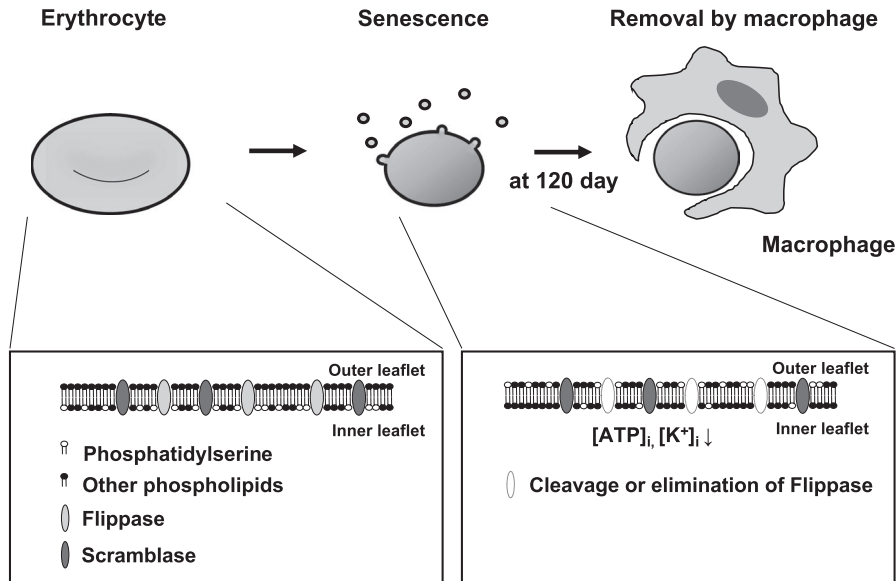 Erythrocyte
Senescence
Removal by macrophage
at 120 day
Macrophage
Outer leaflet
Inner leaflet
Phosphatidylserine
Other phospholipids
Flippase
Scramblase
Outer leaflet
Inner leaflet
[ATP]i, [K+]i ↓
Cleavage or elimination of Flippase